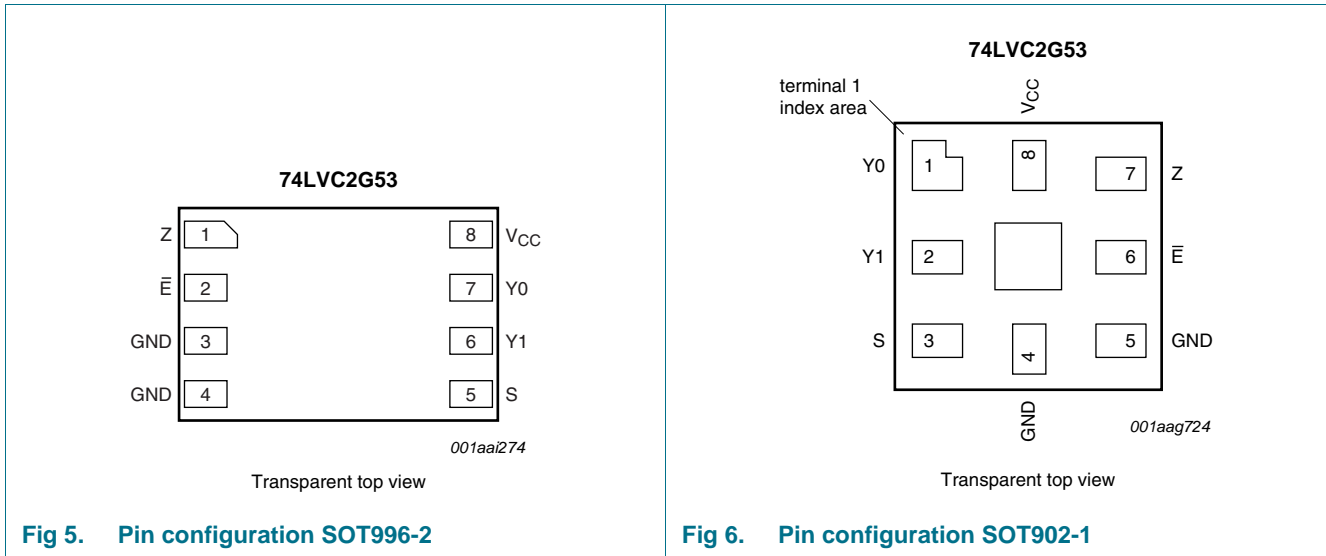 74LVC2G53
Z 1 8 VCC
E̅ 2 7 Y0
GND 3 6 Y1
GND 4 5 S
001aai274
Transparent top view
Fig 5. Pin configuration SOT996-2
74LVC2G53
terminal 1
index area
VCC
Y0 1 8 7 Z
Y1 2 6 E̅
S 3 4 5 GND
GND
001aag724
Transparent top view
Fig 6. Pin configuration SOT902-1